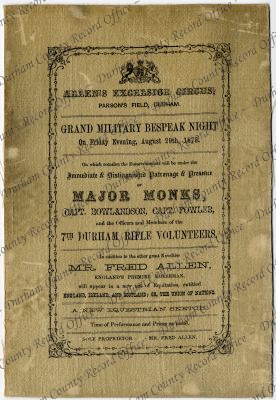 ALLEN'S EXCELSIOR CIRCUS,
PARSON'S FIELD, DURHAM.
GRAND MILITARY BESPEAK NIGHT
On Friday Evening, August 29th, 1873,
On which occasion the Entertainment will be under the
Immediate & Distinguished Patronage & Presence
OF
MAJOR MONKS,
CAPT. ROWLANDSON, CAPT. FOWLER,
and the Officers and Members of the
7TH DURHAM RIFLE VOLUNTEERS.
In addition to the other great Novelties
MR. FRED ALLEN,
ENGLAND'S PREMIER HORSEMAN,
will appear in a new act of Equitation, entitled
ENGLAND, IRELAND, AND SCOTLAND; OR, THE UNION OF NATIONS.
A NEW EQUESTRIAN SKETCH.
Time of Performance and Prices as usual.
SOLE PROPRIETOR MR. FRED ALLEN.
Durham County Record Office